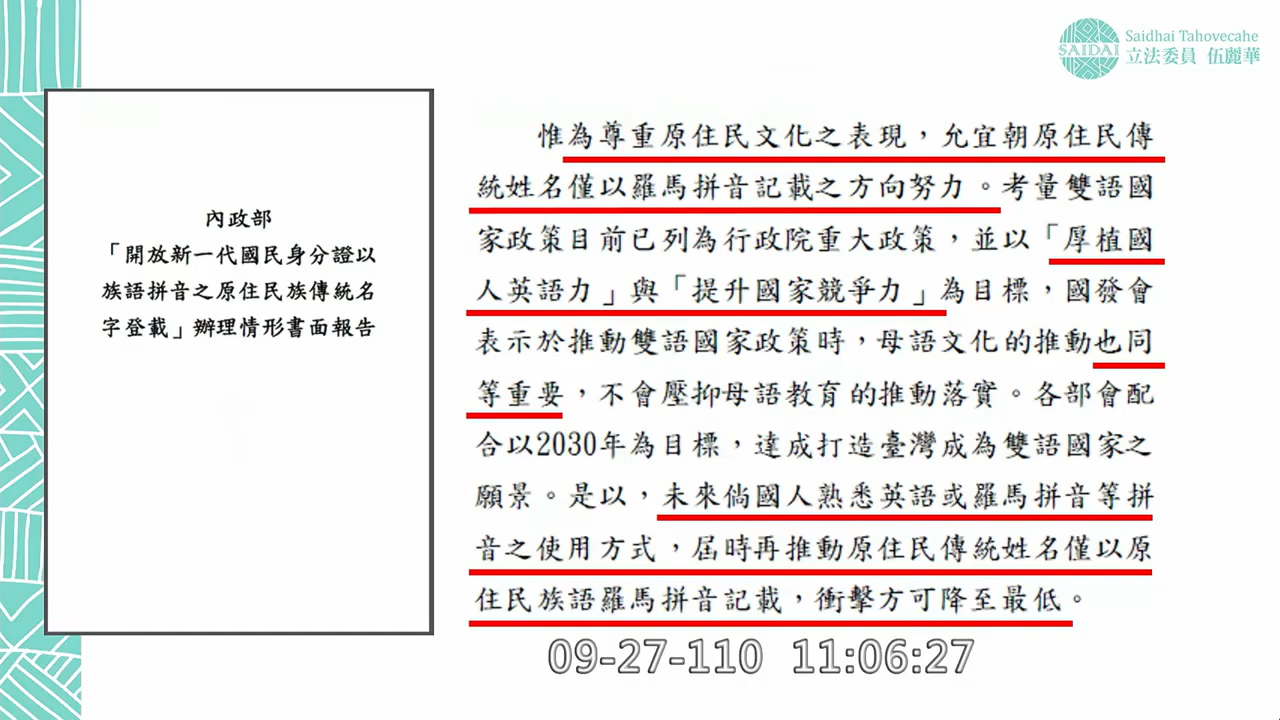 Saidhai Tahovecahe
SAIDAI
立法委員 伍麗華
內政部
「開放新一代國民身分證以
族語拼音之原住民族傳統名
字登載」辦理情形書面報告
惟為尊重原住民文化之表現，允宜朝原住民傳
統姓名僅以羅馬拼音記載之方向努力。考量雙語國
家政策目前已列為行政院重大政策，並以「厚植國
人英語力」與「提升國家競爭力」為目標，國發會
表示於推動雙語國家政策時，母語文化的推動也同
等重要，不會壓抑母語教育的推動落實。各部會配
合以2030年為目標，達成打造臺灣成為雙語國家之
願景。是以，未來倘國人熟悉英語或羅馬拼音等拼
音之使用方式，屆時再推動原住民傳統姓名僅以原
住民族語羅馬拼音記載，衝擊方可降至最低。
09-27-110 11:06:27